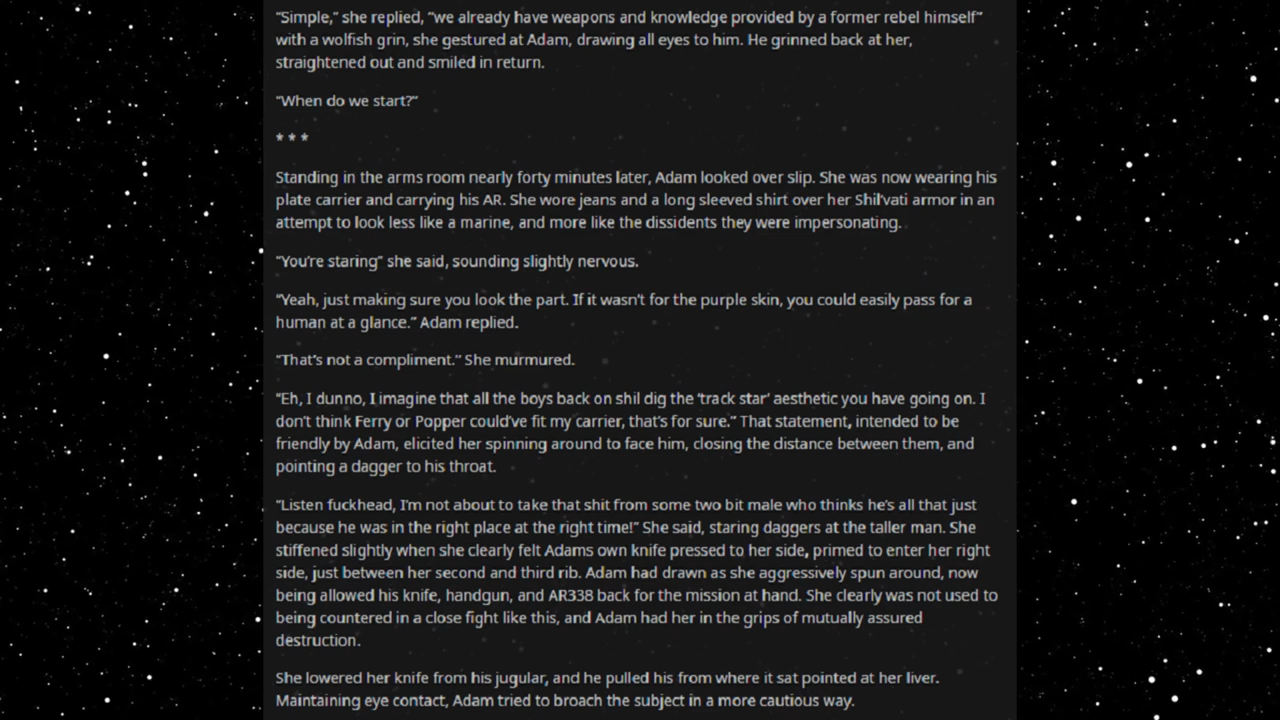 “Simple,” she replied, “we already have weapons and knowledge provided by a former rebel himself”
with a wolfish grin, she gestured at Adam, drawing all eyes to him. He grinned back at her,
straightened out and smiled in return.
“When do we start?”
* * *
Standing in the arms room nearly forty minutes later, Adam looked over slip. She was now wearing his
plate carrier and carrying his AR. She wore jeans and a long sleeved shirt over her Shil’vati armor in an
attempt to look less like a marine, and more like the dissidents they were impersonating.
“You’re staring” she said, sounding slightly nervous.
“Yeah, just making sure you look the part. If it wasn’t for the purple skin, you could easily pass for a
human at a glance.” Adam replied.
“That’s not a compliment.” She murmured.
“Eh, I dunno, I imagine that all the boys back on shil dig the ‘track star’ aesthetic you have going on. I
don’t think Ferry or Popper could’ve fit my carrier, that’s for sure.” That statement, intended to be
friendly by Adam, elicited her spinning around to face him, closing the distance between them, and
pointing a dagger to his throat.
“Listen fuckhead, I’m not about to take that shit from some two bit male who thinks he’s all that just
because he was in the right place at the right time!” She said, staring daggers at the taller man. She
stiffened slightly when she clearly felt Adams own knife pressed to her side, primed to enter her right
side, just between her second and third rib. Adam had drawn as she aggressively spun around, now
being allowed his knife, handgun, and AR338 back for the mission at hand. She clearly was not used to
being countered in a close fight like this, and Adam had her in the grips of mutually assured
destruction.
She lowered her knife from his jugular, and he pulled his from where it sat pointed at her liver.
Maintaining eye contact, Adam tried to broach the subject in a more cautious way.